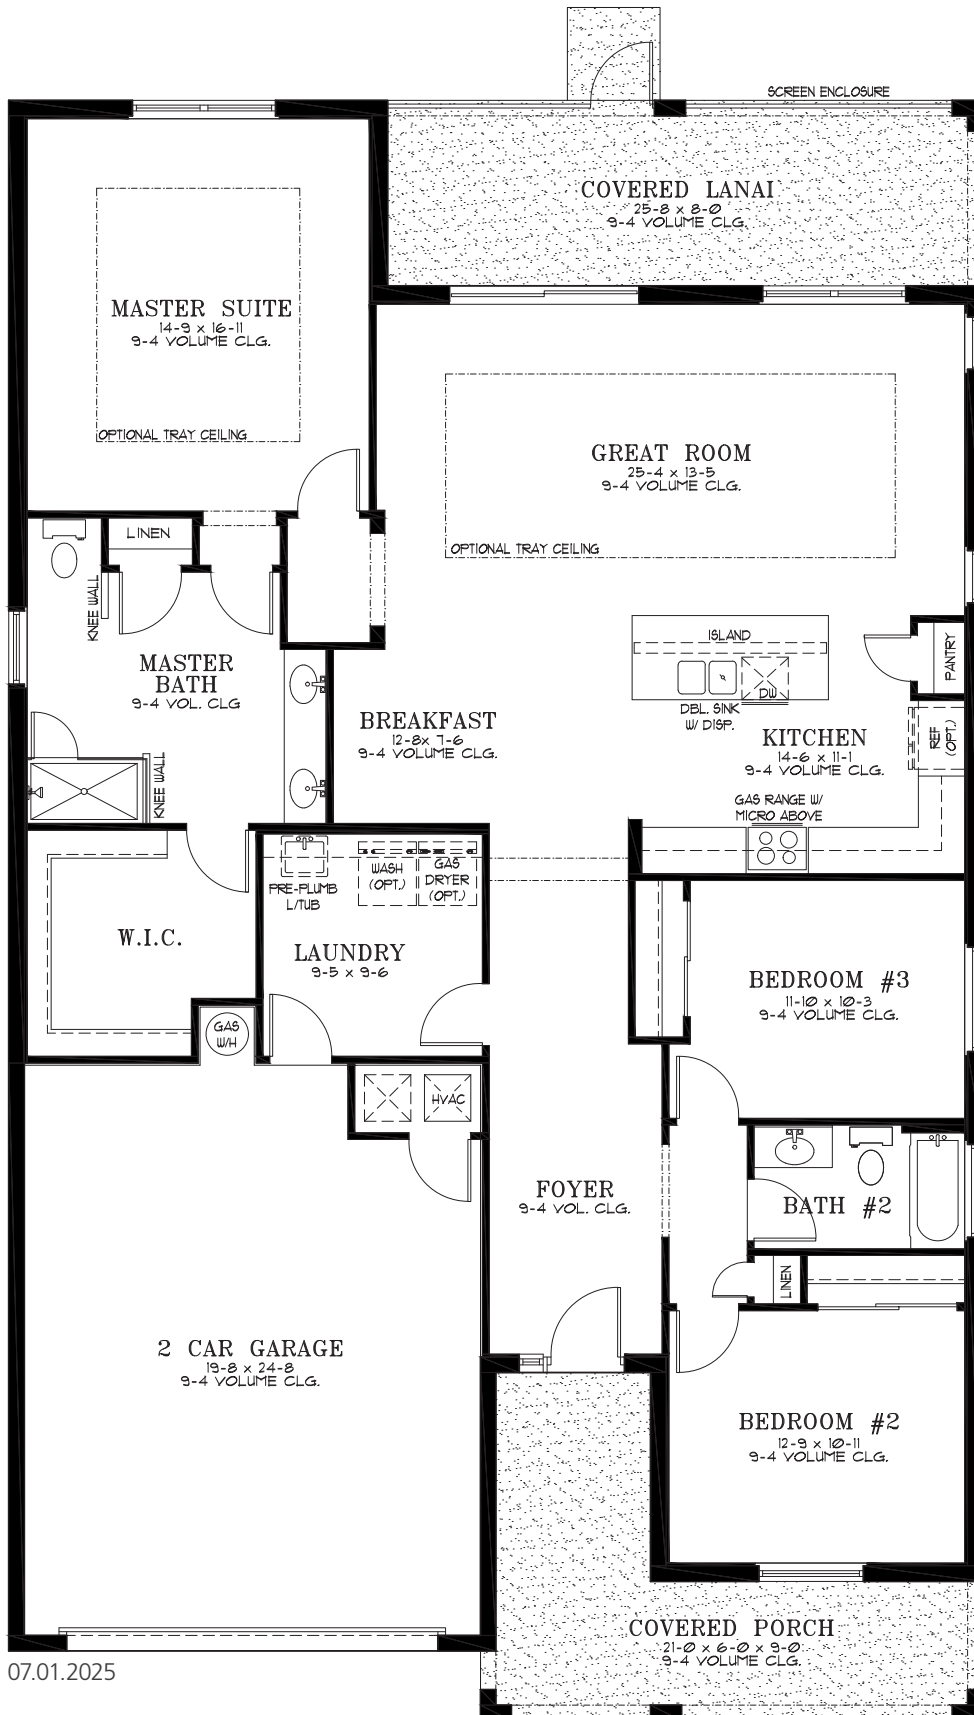 SCREEN ENCLOSURE
COVERED LANAI
25-8 x 8-0
9-4 VOLUME CLG.
MASTER SUITE
14-9 x 16-11
9-4 VOLUME CLG.
OPTIONAL TRAY CEILING
GREAT ROOM
25-4 x 13-5
9-4 VOLUME CLG.
OPTIONAL TRAY CEILING
LINEN
KNEE WALL
MASTER
BATH
9-4 VOL. CLG
KNEE WALL
ISLAND
DW
DBL. SINK
W/ DISP.
PANTRY
BREAKFAST
12-8x 7-6
9-4 VOLUME CLG.
KITCHEN
14-6 x 11-1
9-4 VOLUME CLG.
REF
(OPT.)
GAS RANGE W/
MICRO ABOVE
PRE-PLUMB
L/TUB
WASH
(OPT.)
GAS
DRYER
(OPT.)
W.I.C.
LAUNDRY
9-5 x 9-6
BEDROOM #3
11-10 x 10-3
9-4 VOLUME CLG.
GAS
W/H
HVAC
FOYER
9-4 VOL. CLG.
BATH #2
LINEN
2 CAR GARAGE
19-8 x 24-8
9-4 VOLUME CLG.
BEDROOM #2
12-9 x 10-11
9-4 VOLUME CLG.
COVERED PORCH
21-0 x 6-0 x 9-0
9-4 VOLUME CLG.
07.01.2025